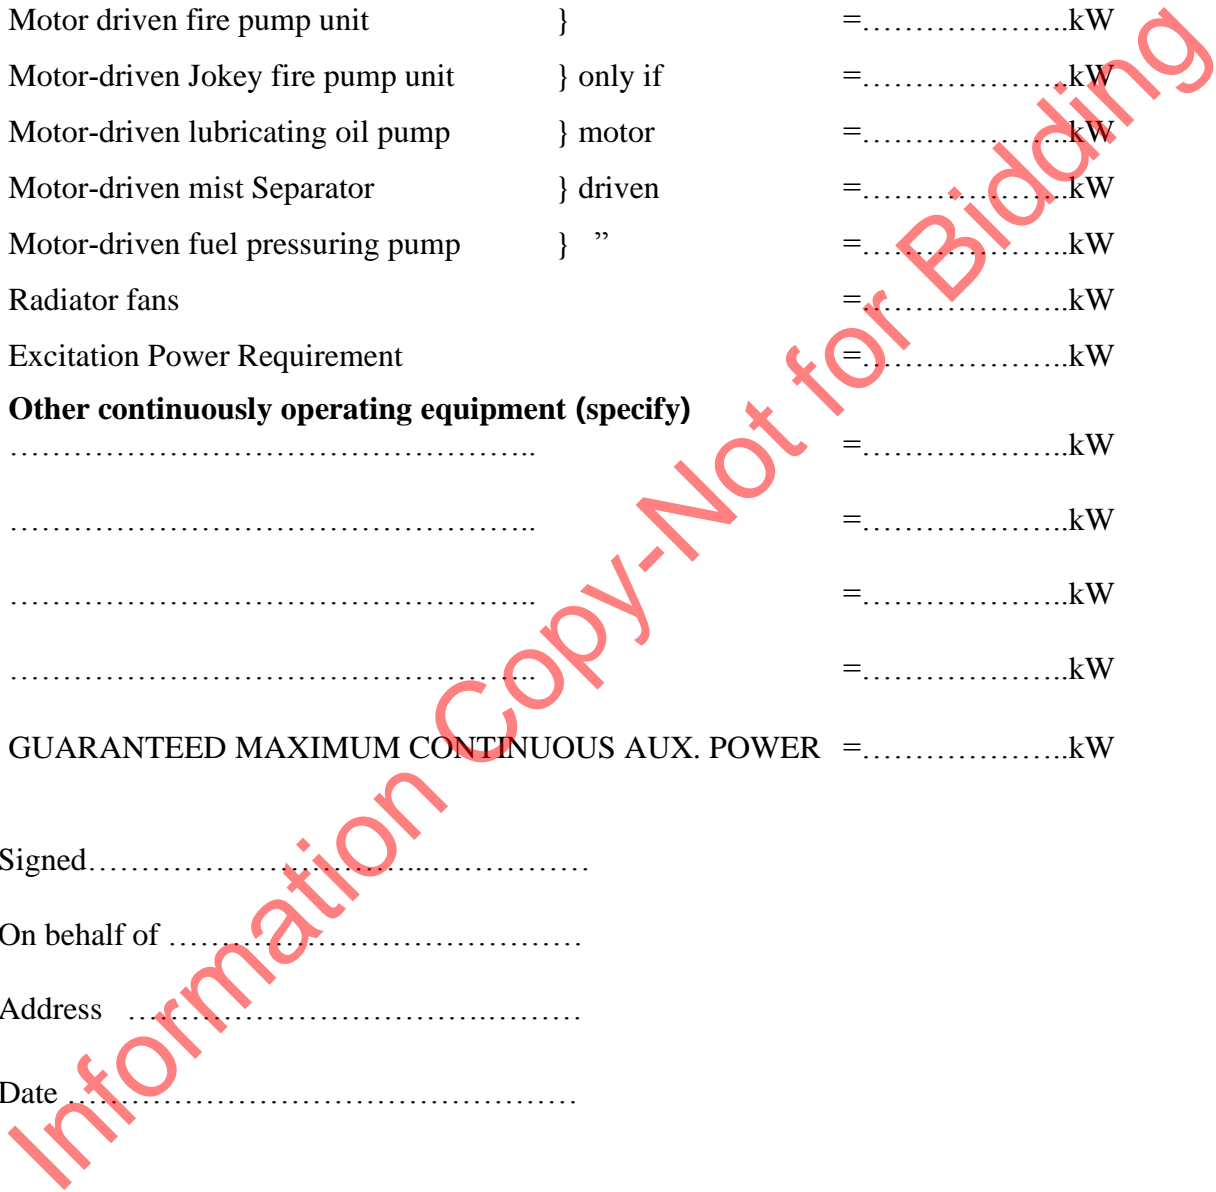 Motor driven fire pump unit } =………………..kW
Motor-driven Jokey fire pump unit } only if =………………..kW
Motor-driven lubricating oil pump } motor =………………..kW
Motor-driven mist Separator } driven =………………..kW
Motor-driven fuel pressuring pump } ” =………………..kW
Radiator fans =………………..kW
Excitation Power Requirement =………………..kW
Other continuously operating equipment (specify)
………………………………………….. =………………..kW
………………………………………….. =………………..kW
………………………………………….. =………………..kW
………………………………………….. =………………..kW
GUARANTEED MAXIMUM CONTINUOUS AUX. POWER =………………..kW
Signed…………………………...……………
On behalf of …………………………………
Address …………………………….………
Date …………………………………………
Information Copy-Not for Bidding